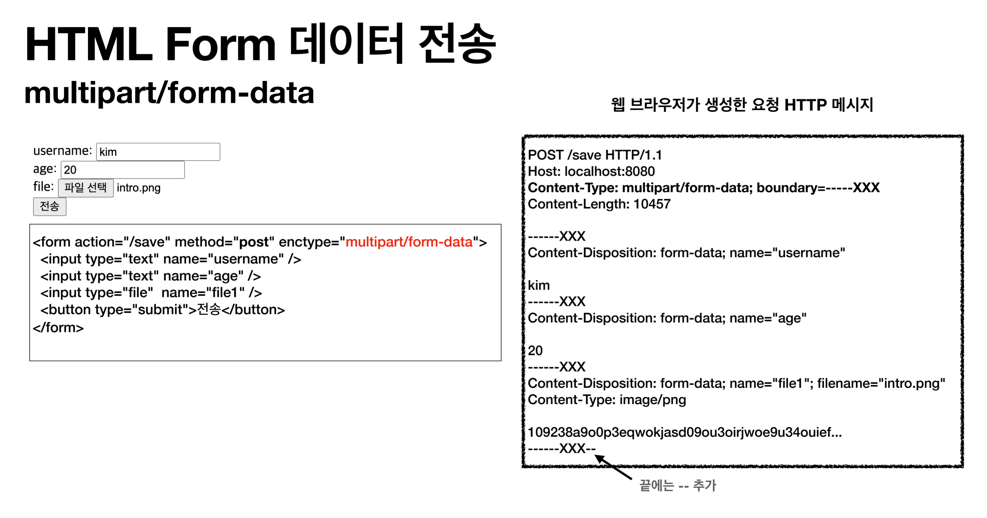 HTML Form 데이터 전송
multipart/form-data
username: kim
age: 20
file: 파일 선택 intro.png
전송
<form action="/save" method="post" enctype="multipart/form-data">
<input type="text" name="username" />
<input type="text" name="age" />
<input type="file" name="file1" />
<button type="submit">전송</button>
</form>
웹 브라우저가 생성한 요청 HTTP 메시지
POST /save HTTP/1.1
Host: localhost:8080
Content-Type: multipart/form-data; boundary=-----XXX
Content-Length: 10457
------XXX
Content-Disposition: form-data; name="username"
kim
------XXX
Content-Disposition: form-data; name="age"
20
------XXX
Content-Disposition: form-data; name="file1"; filename="intro.png"
Content-Type: image/png
109238a9o0p3eqwokjasd09ou3oirjwoe9u34ouief...
------XXX--
끝에는 -- 추가